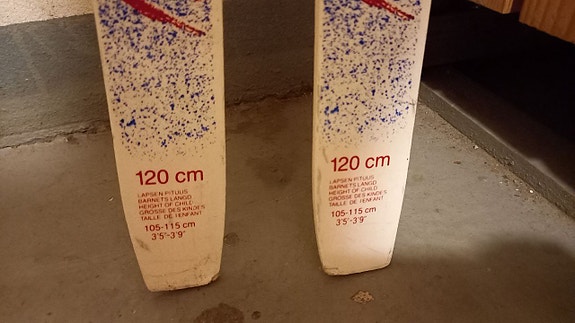 120 cm
LAPSEN PITUUS
BARNETS LANGD
HEIGHT OF CHILD
GRÖSSE DES KINDES
TAILLE DE l'ENFANT
105-115 cm
3'5"-3'9"
120 cm
LAPSEN PITUUS
BARNETS LANGD
HEIGHT OF CHILD
GRÖSSE DES KINDES
TAILLE DE l'ENFANT
105-115 cm
3'5"-3'9"